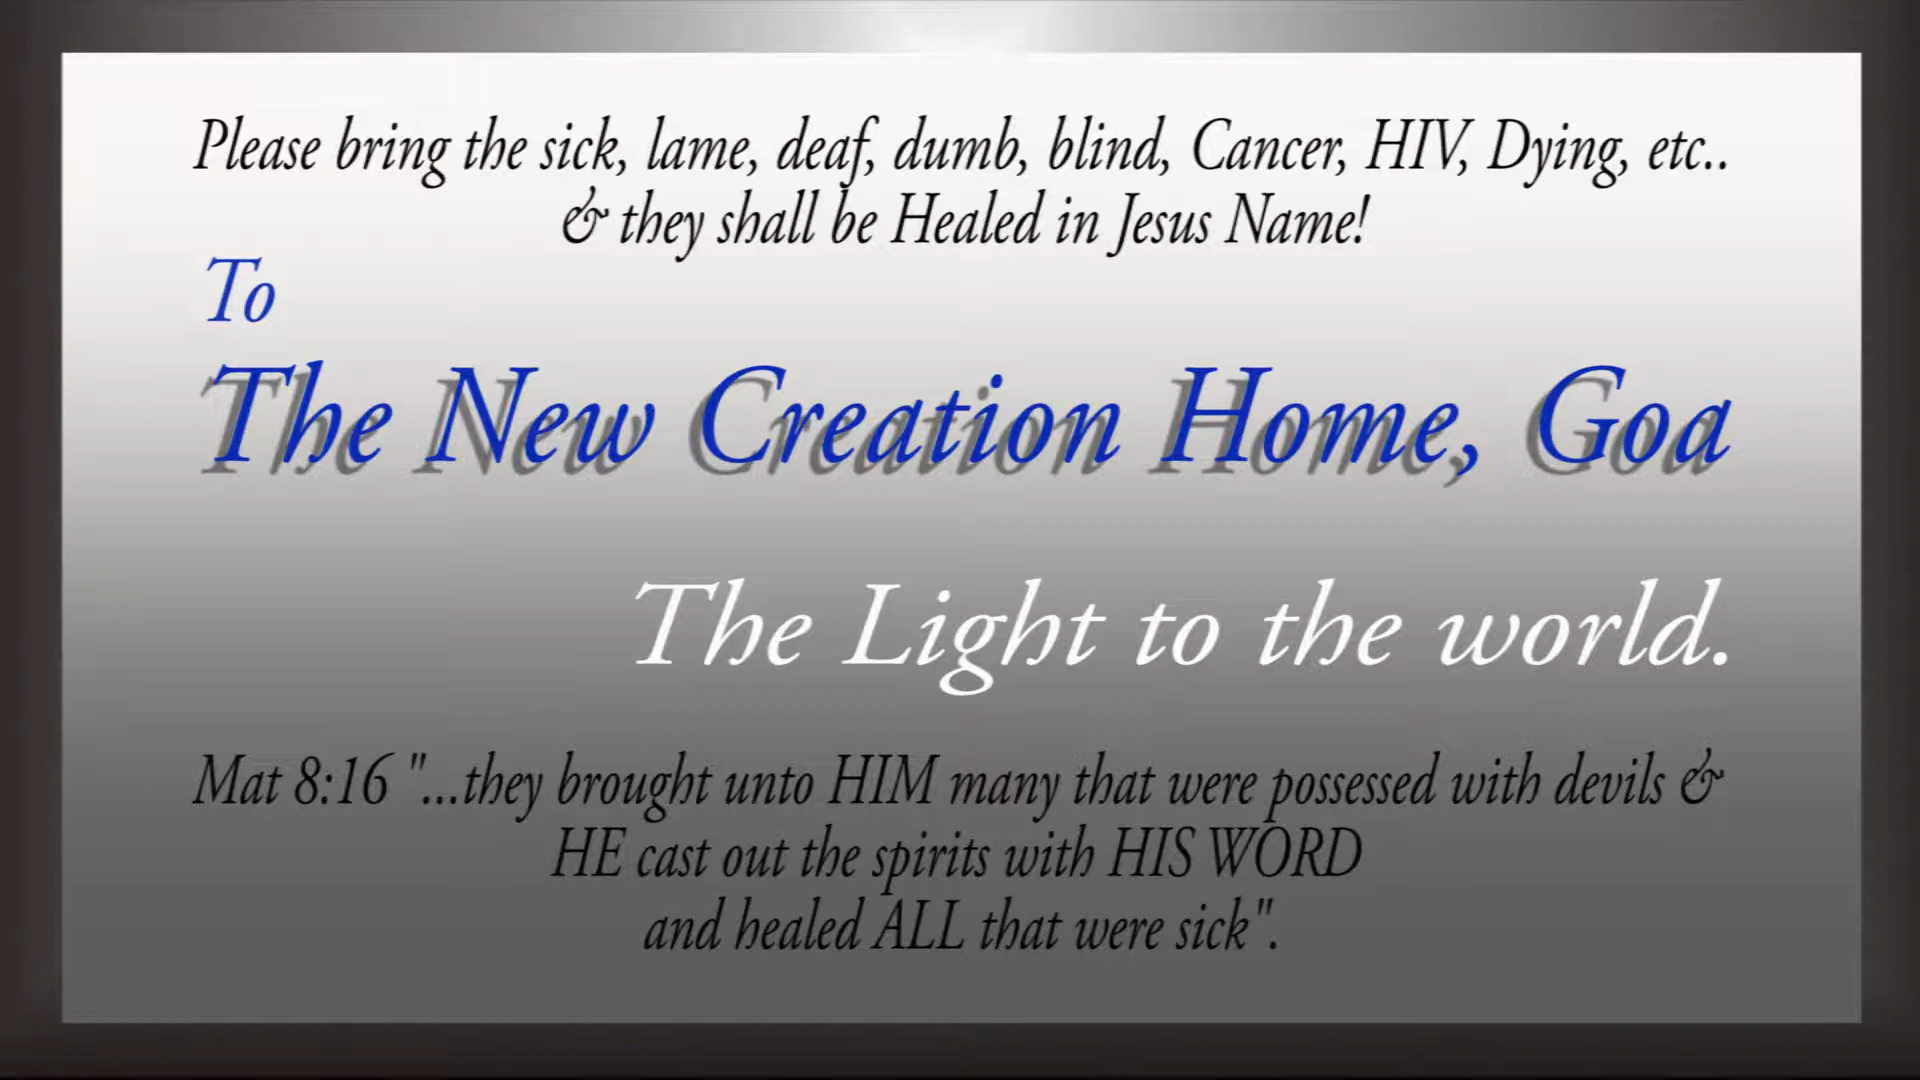 Please bring the sick, lame, deaf, dumb, blind, Cancer, HIV, Dying, etc..
& they shall be Healed in Jesus Name!
To
The New Creation Home, Goa
The Light to the world.
Mat 8:16 "...they brought unto HIM many that were possessed with devils &
HE cast out the spirits with HIS WORD
and healed ALL that were sick".